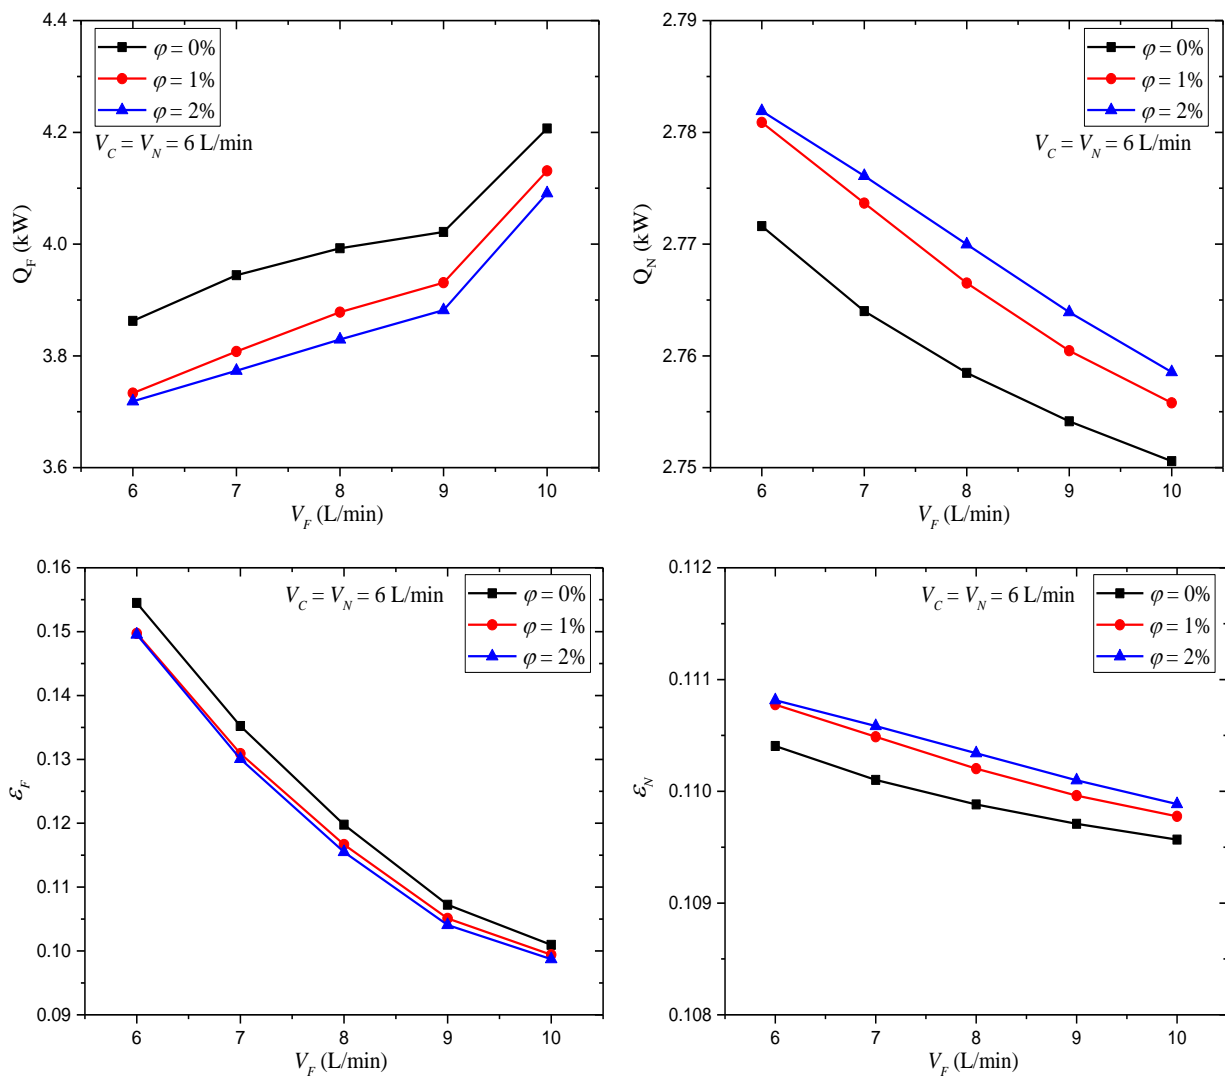 4.4
4.2
4.0
3.8
3.6
Q_F (kW)
φ = 0%
φ = 1%
φ = 2%
V_C = V_N = 6 L/min
6 7 8 9 10
V_F (L/min)
2.79
2.78
2.77
2.76
2.75
Q_N (kW)
φ = 0%
φ = 1%
φ = 2%
V_C = V_N = 6 L/min
6 7 8 9 10
V_F (L/min)
0.16
0.15
0.14
0.13
0.12
0.11
0.10
0.09
ε_F
V_C = V_N = 6 L/min
φ = 0%
φ = 1%
φ = 2%
6 7 8 9 10
V_F (L/min)
0.112
0.111
0.110
0.109
0.108
ε_N
V_C = V_N = 6 L/min
φ = 0%
φ = 1%
φ = 2%
6 7 8 9 10
V_F (L/min)